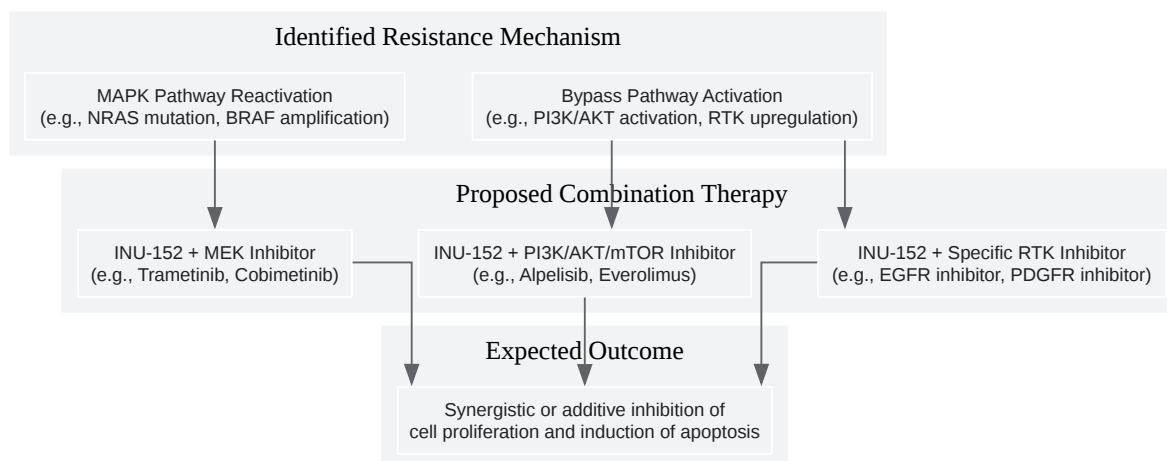 Identified Resistance Mechanism
MAPK Pathway Reactivation
(e.g., NRAS mutation, BRAF amplification)
Bypass Pathway Activation
(e.g., PI3K/AKT activation, RTK upregulation)
Proposed Combination Therapy
INU-152 + MEK Inhibitor
(e.g., Trametinib, Cobimetinib)
INU-152 + PI3K/AKT/mTOR Inhibitor
(e.g., Alpelisib, Everolimus)
INU-152 + Specific RTK Inhibitor
(e.g., EGFR inhibitor, PDGFR inhibitor)
Expected Outcome
Synergistic or additive inhibition of
cell proliferation and induction of apoptosis